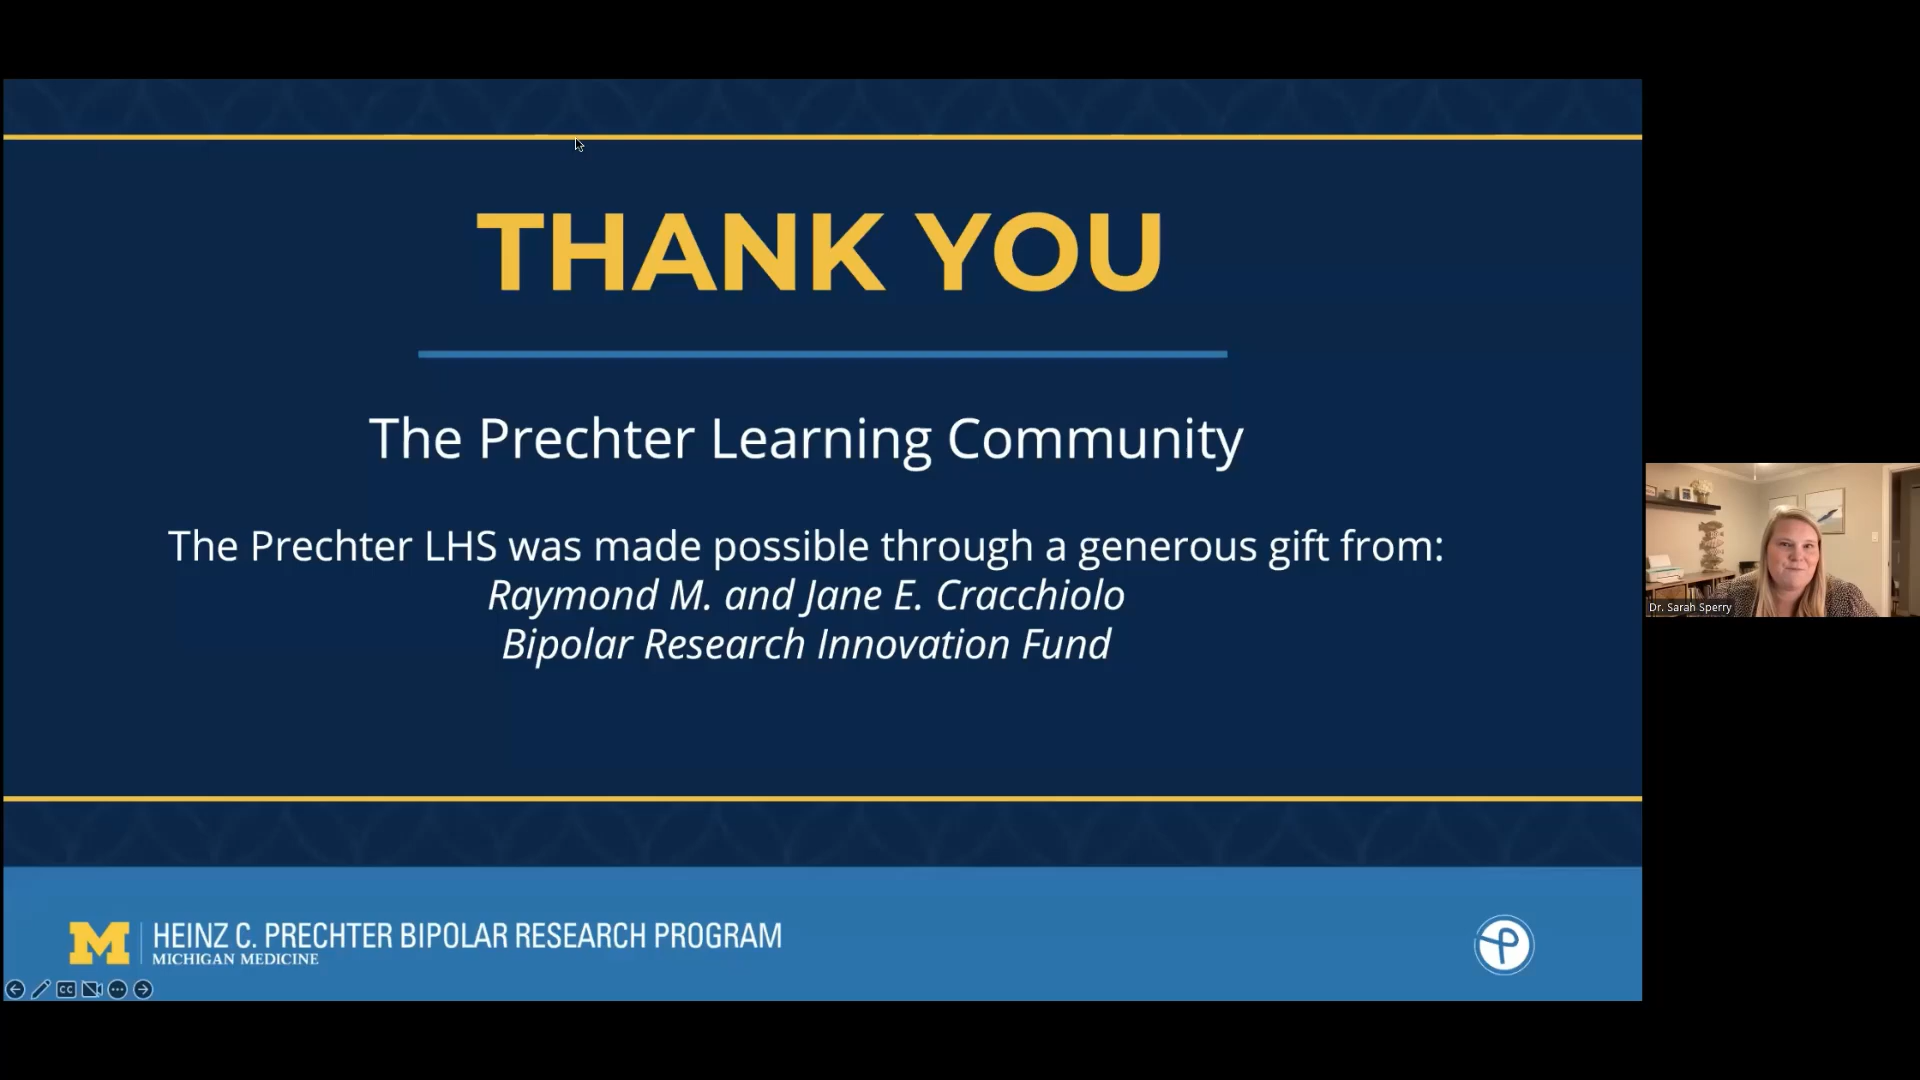 THANK YOU
The Prechter Learning Community
The Prechter LHS was made possible through a generous gift from:
Raymond M. and Jane E. Cracchiolo
Bipolar Research Innovation Fund
Dr. Sarah Sperry
M HEINZ C. PRECHTER BIPOLAR RESEARCH PROGRAM
MICHIGAN MEDICINE
P
CC